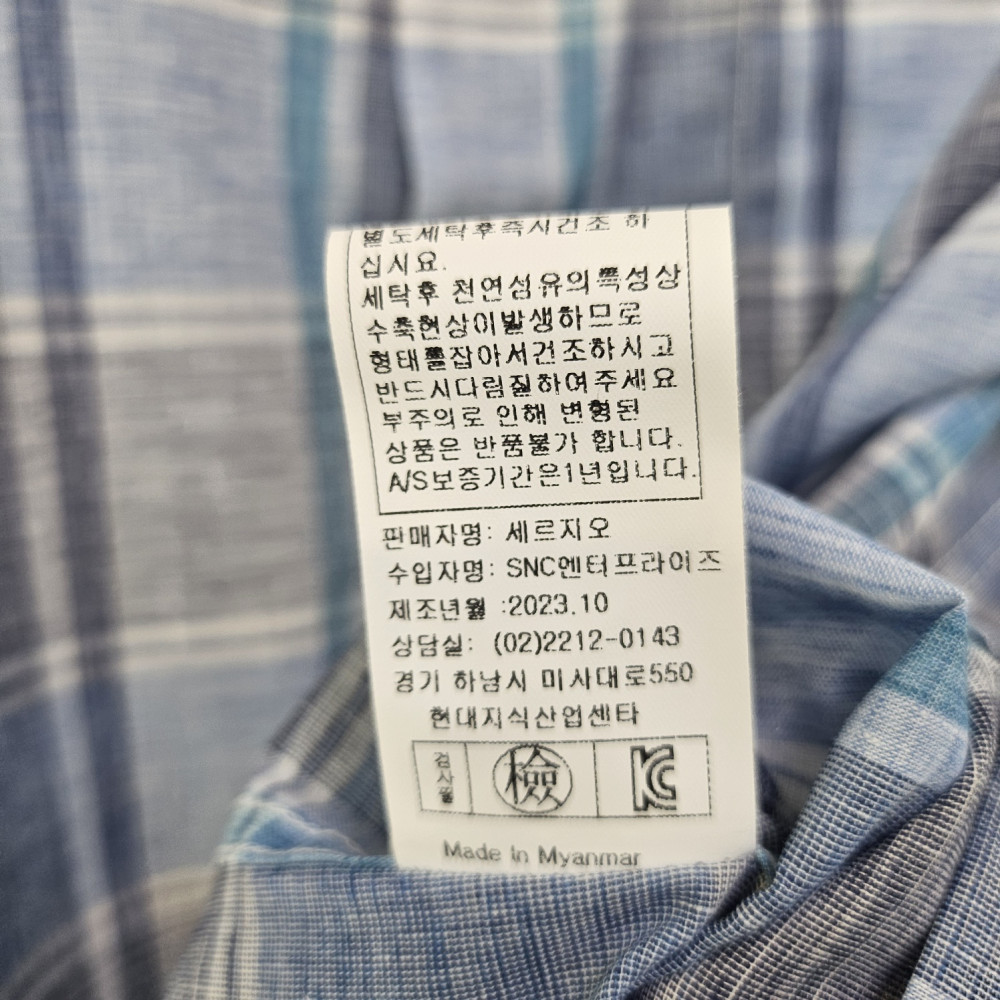 별도세탁후즉시건조 하
십시요.
세탁후 천연섬유의특성상
수축현상이발생하므로
형태를잡아서건조하시고
반드시다림질하여주세요
부주의로 인해 변형된
상품은 반품불가 합니다.
A/S보증기간은1년입니다.
판매자명: 세르지오
수입자명: SNC엔터프라이즈
제조년월 :2023.10
상담실: (02)2212-0143
경기 하남시 미사대로550
현대지식산업센타
검사필 檢 KC
Made In Myanmar